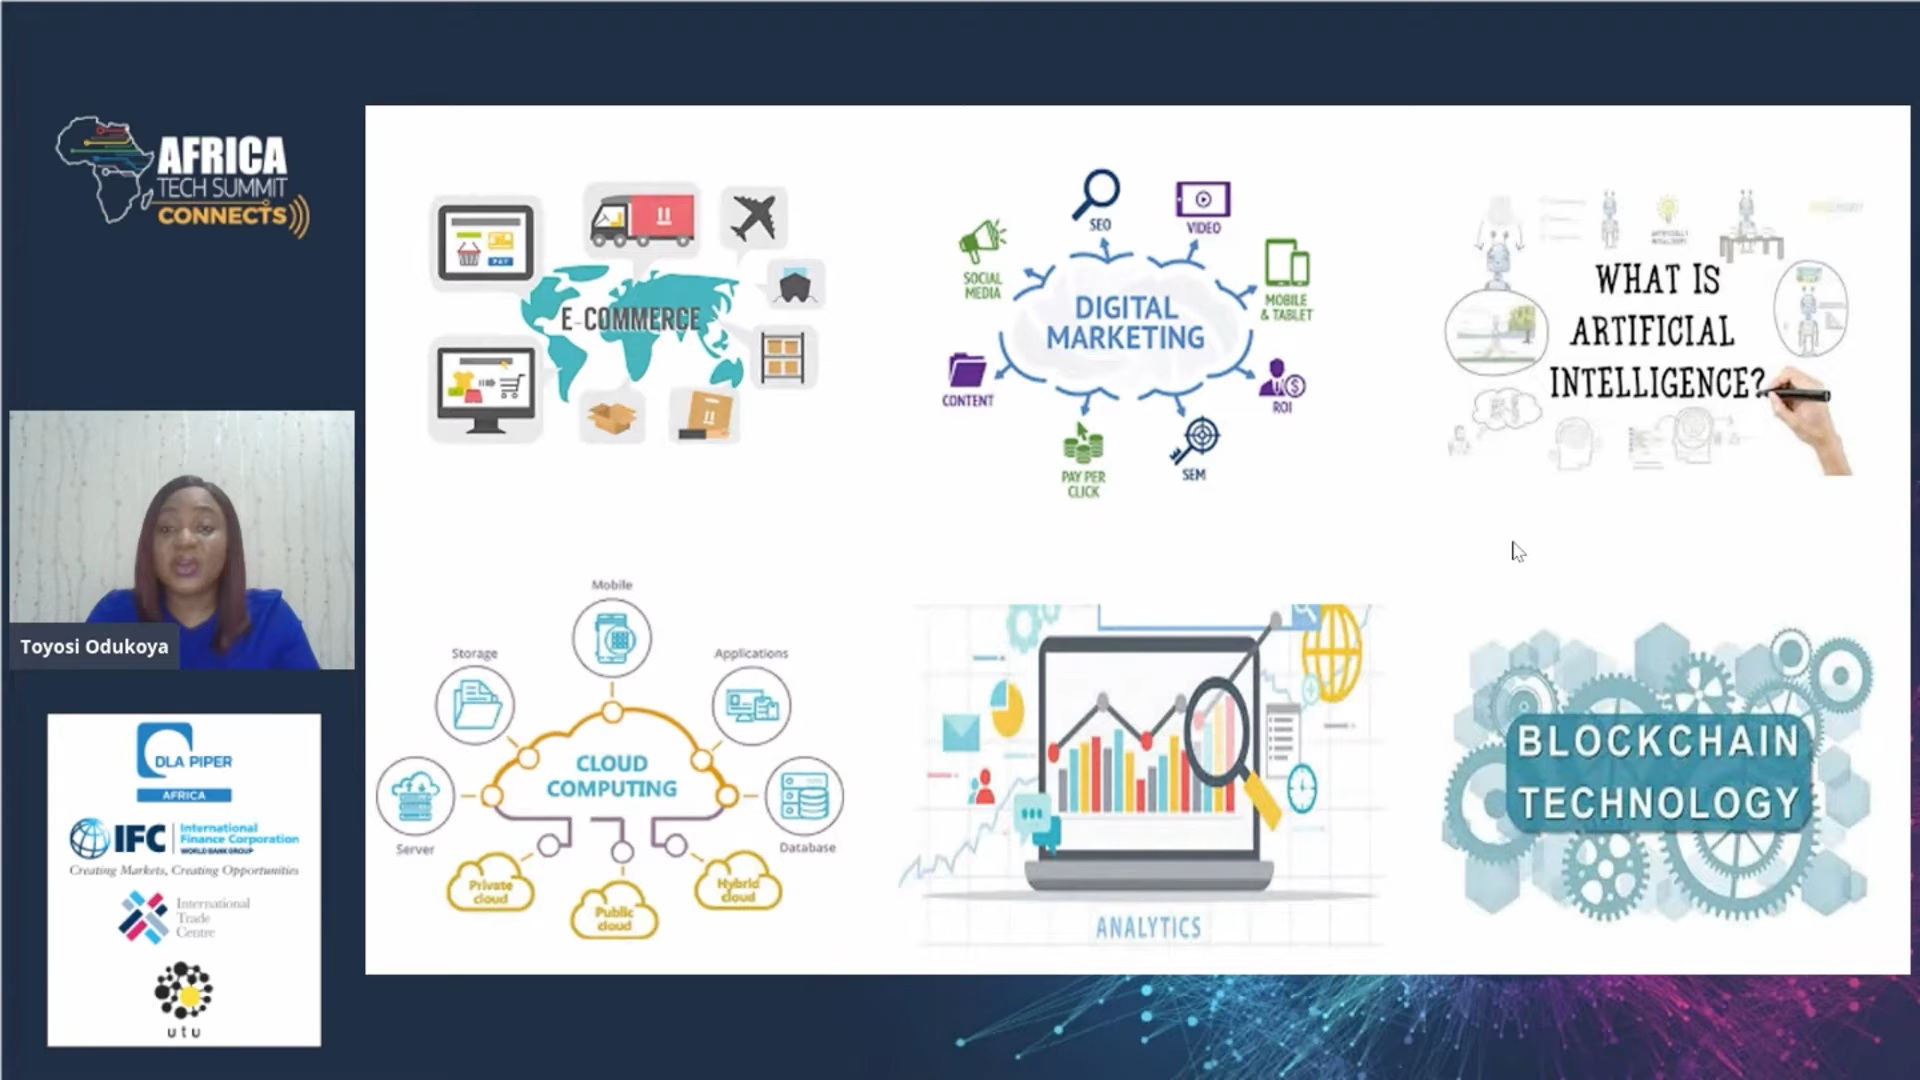 AFRICA
TECH SUMMIT
CONNECTS
Toyosi Odukoya
DLA PIPER
AFRICA
IFC
International
Finance Corporation
WORLD BANK GROUP
Creating Markets, Creating Opportunities
International
Trade
Centre
utu
PAY
E-COMMERCE
SEO
VIDEO
SOCIAL
MEDIA
MOBILE
& TABLET
DIGITAL
MARKETING
CONTENT
ROI
PAY PER
CLICK
SEM
WHAT IS
ARTIFICIAL
INTELLIGENCE?
Mobile
Storage
Applications
CLOUD
COMPUTING
Server
Database
Private
cloud
Public
cloud
Hybrid
cloud
ANALYTICS
BLOCKCHAIN
TECHNOLOGY